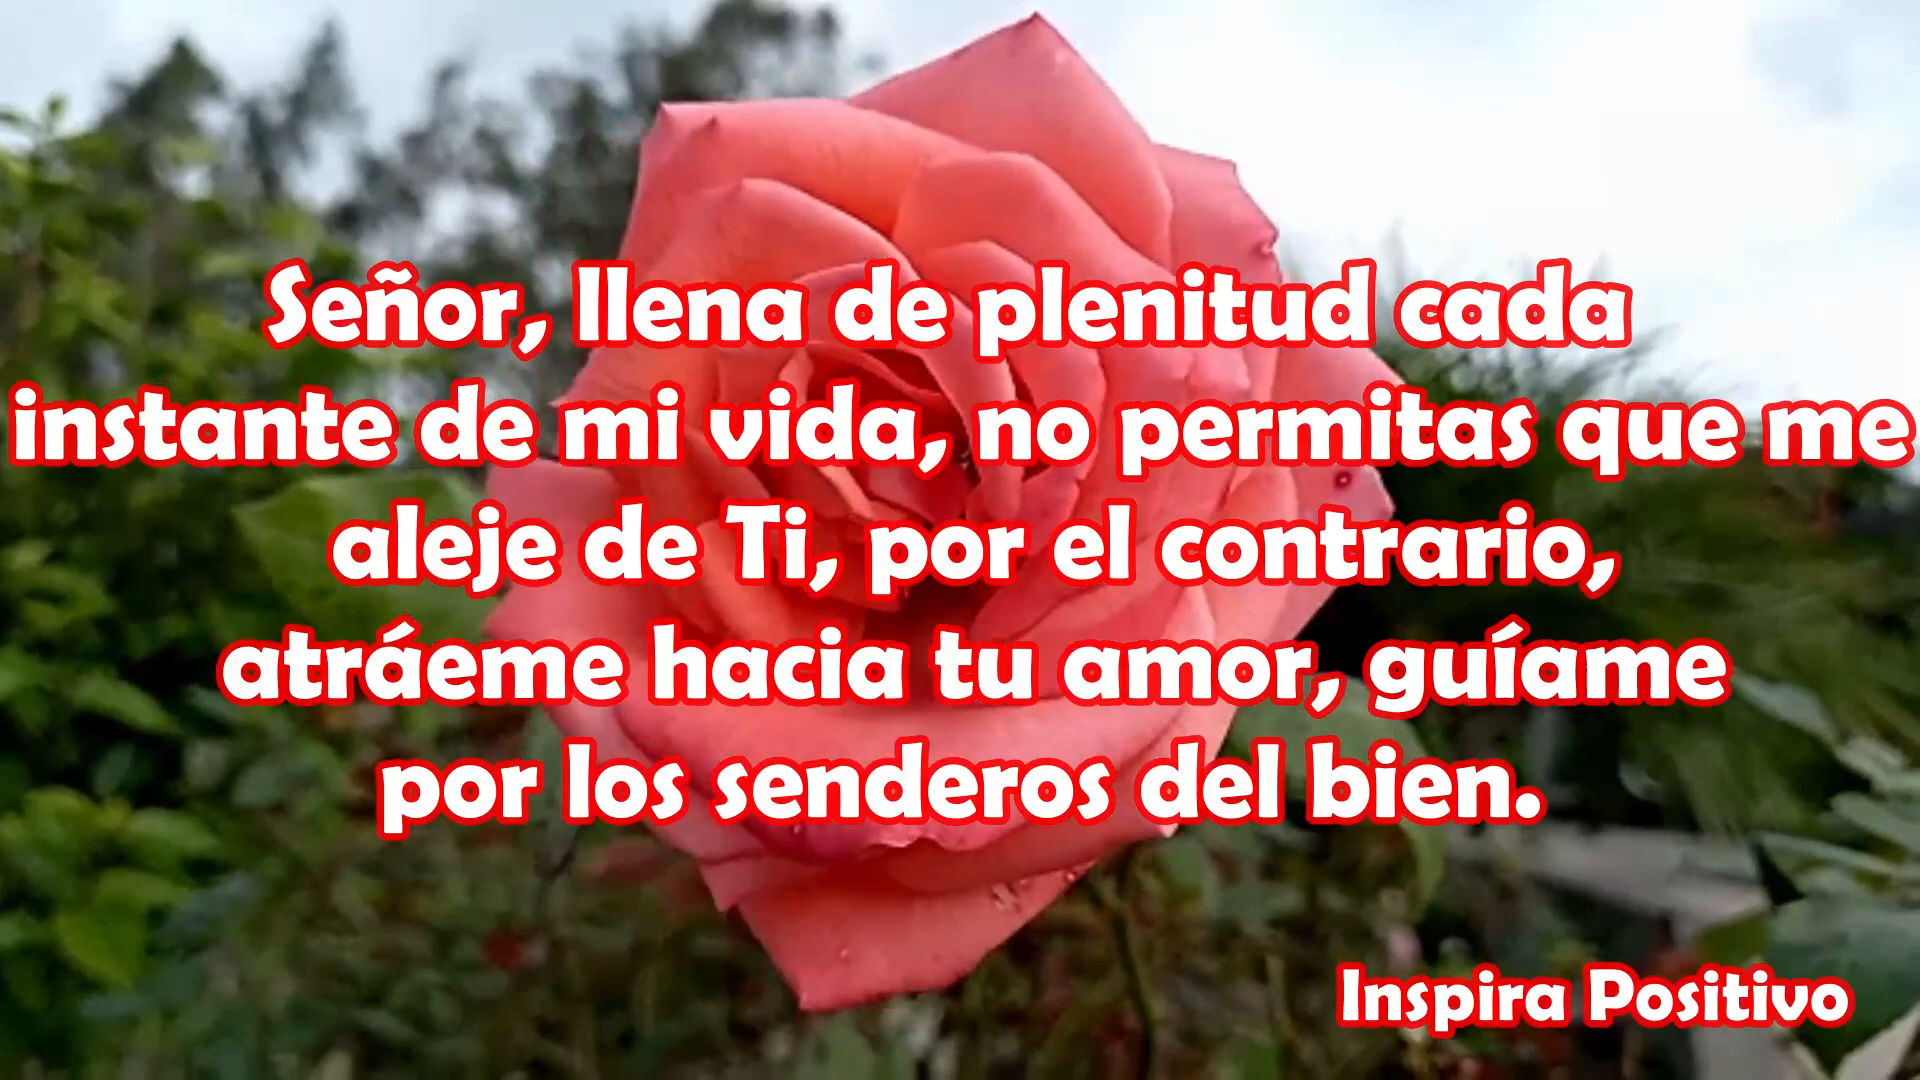 Señor, llena de plenitud cada
instante de mi vida, no permitas que me
aleje de Ti, por el contrario,
atráeme hacia tu amor, guíame
por los senderos del bien.
Inspira Positivo